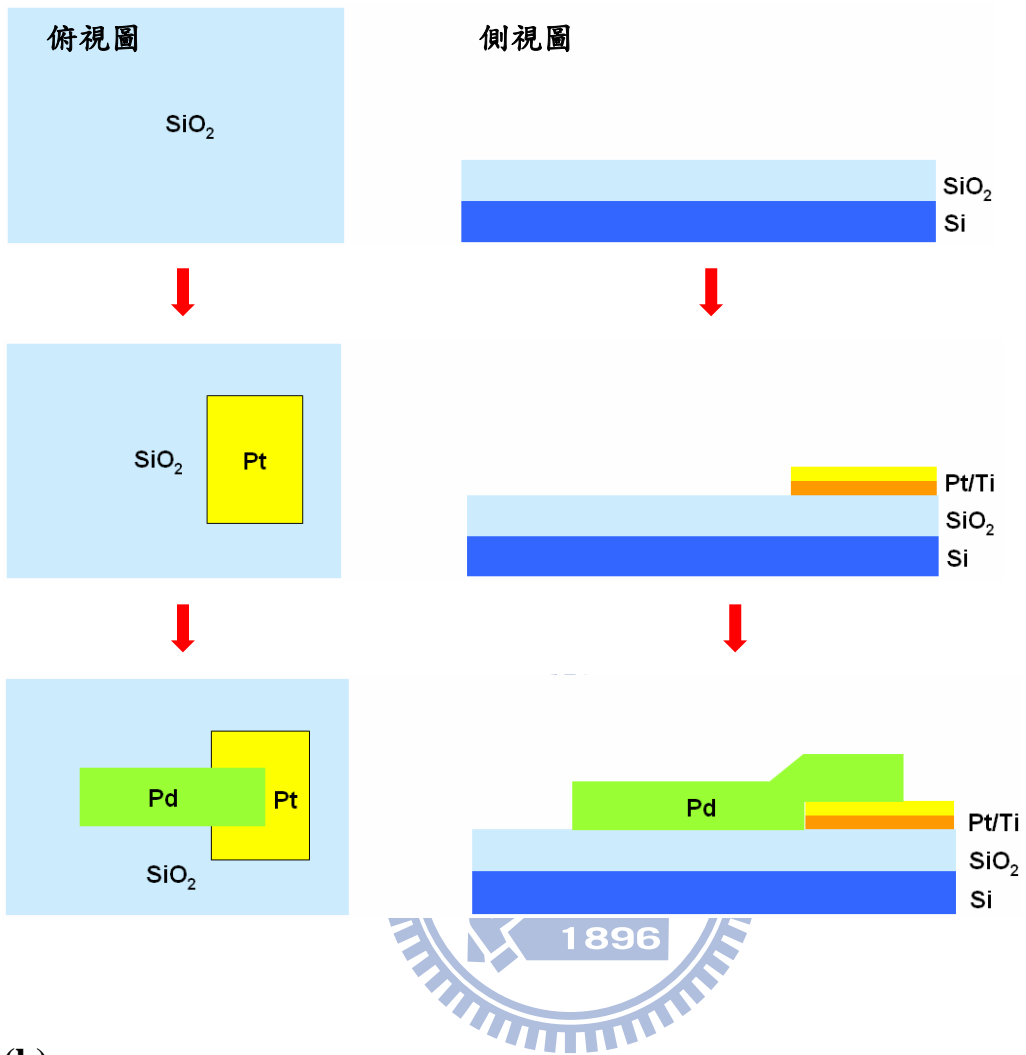 俯視圖
側視圖
SiO₂
SiO₂
Si
SiO₂
Pt
Pt/Ti
SiO₂
Si
Pd
Pt
SiO₂
Pd
Pt/Ti
SiO₂
Si
1896